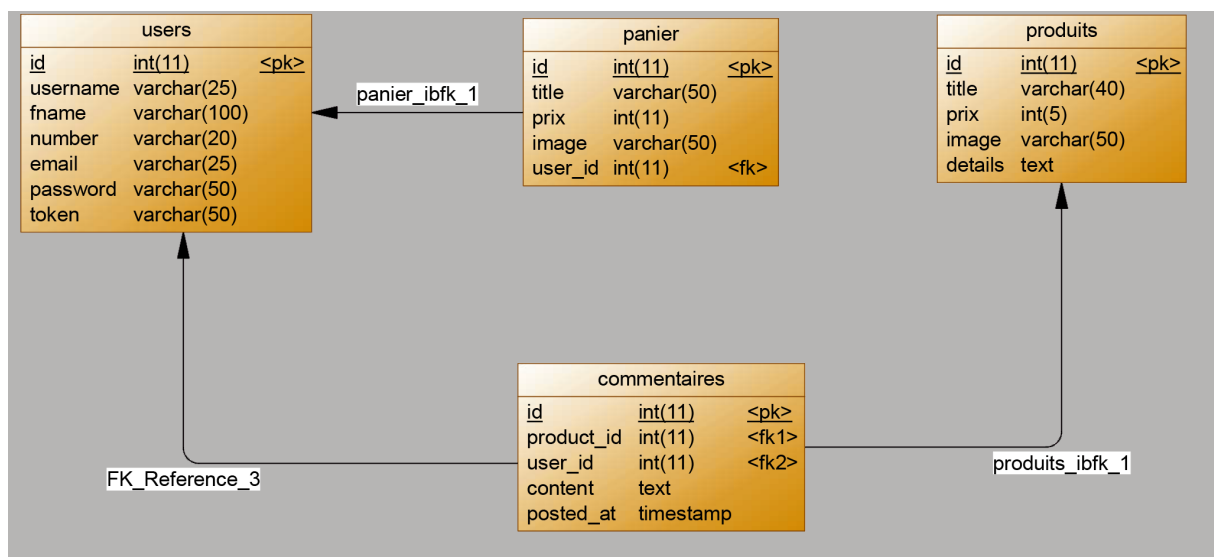 users
id int(11) <pk>
username varchar(25)
fname varchar(100)
number varchar(20)
email varchar(25)
password varchar(50)
token varchar(50)
panier_ibfk_1
panier
id int(11) <pk>
title varchar(50)
prix int(11)
image varchar(50)
user_id int(11) <fk>
produits
id int(11) <pk>
title varchar(40)
prix int(5)
image varchar(50)
details text
commentaires
id int(11) <pk>
product_id int(11) <fk1>
user_id int(11) <fk2>
content text
posted_at timestamp
FK_Reference_3
produits_ibfk_1